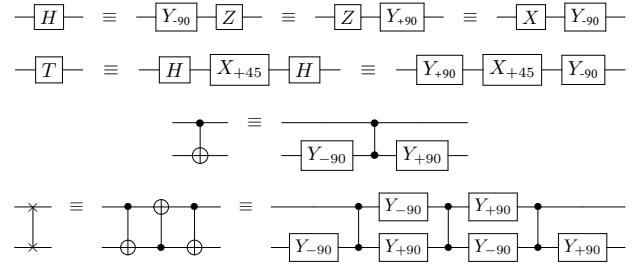 H ≡ Y-90 Z ≡ Z Y+90 ≡ X Y-90
T ≡ H X+45 H ≡ Y+90 X+45 Y-90
≡
Y−90 Y+90
≡ ≡ Y−90 Y+90
Y−90 Y+90 Y−90 Y+90